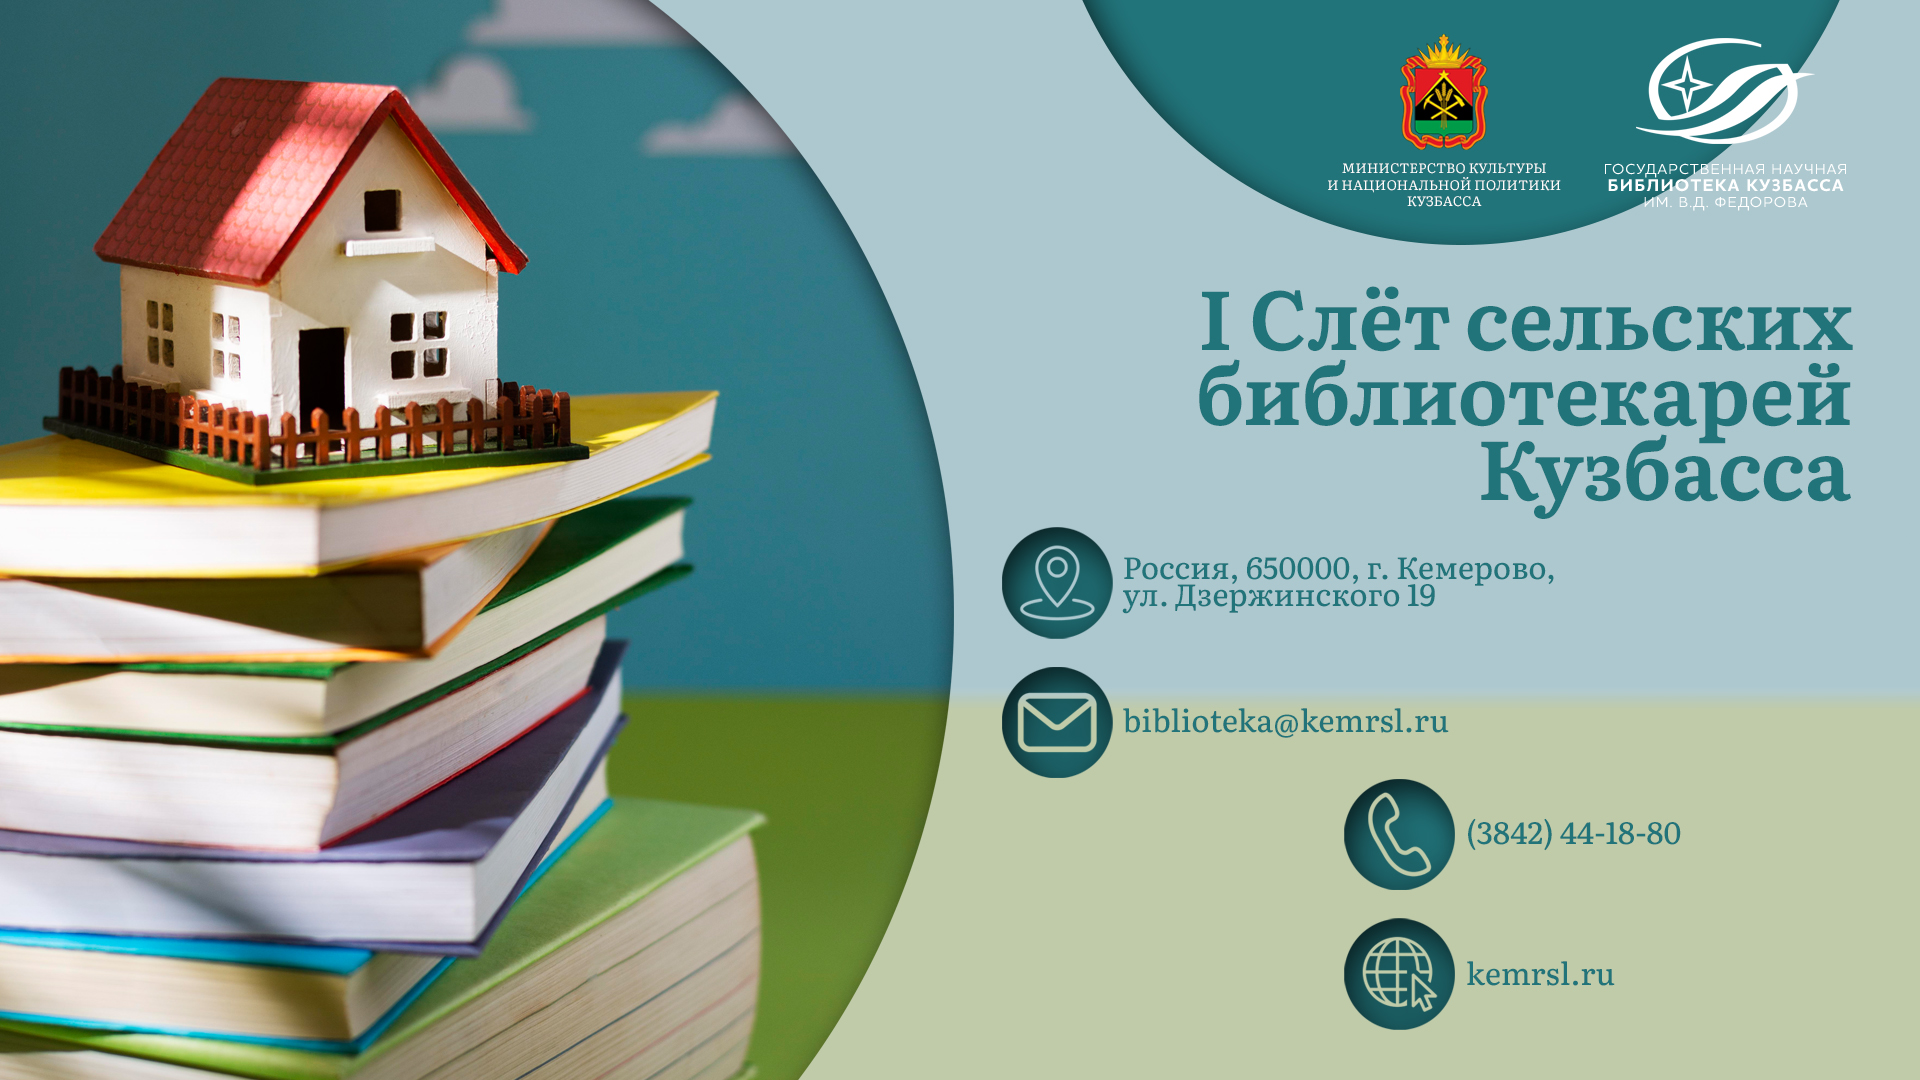 МИНИСТЕРСТВО КУЛЬТУРЫ
И НАЦИОНАЛЬНОЙ ПОЛИТИКИ
КУЗБАССА
ГОСУДАРСТВЕННАЯ НАУЧНАЯ
БИБЛИОТЕКА КУЗБАССА
ИМ. В.Д. ФЕДОРОВА
I Слёт сельских
библиотекарей
Кузбасса
Россия, 650000, г. Кемерово,
ул. Дзержинского 19
biblioteka@kemrsl.ru
(3842) 44-18-80
kemrsl.ru